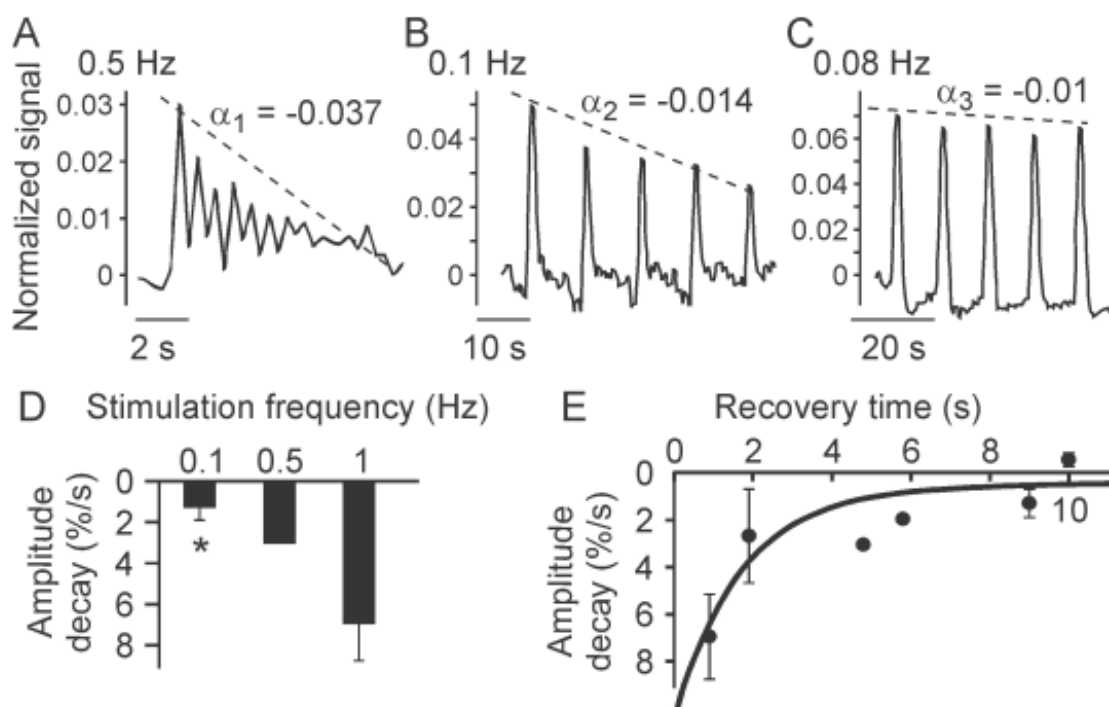 A
0.5 Hz
Normalized signal
0.03
0.02
0.01
0
α1 = -0.037
2 s
B
0.1 Hz
0.04
0.02
0
α2 = -0.014
10 s
C
0.08 Hz
0.06
0.04
0.02
0
α3 = -0.01
20 s
D
Stimulation frequency (Hz)
0.1 0.5 1
Amplitude
decay (%/s)
0
2
4
6
8
*
E
Recovery time (s)
0 2 4 6 8
10
Amplitude
decay (%/s)
0
2
4
6
8